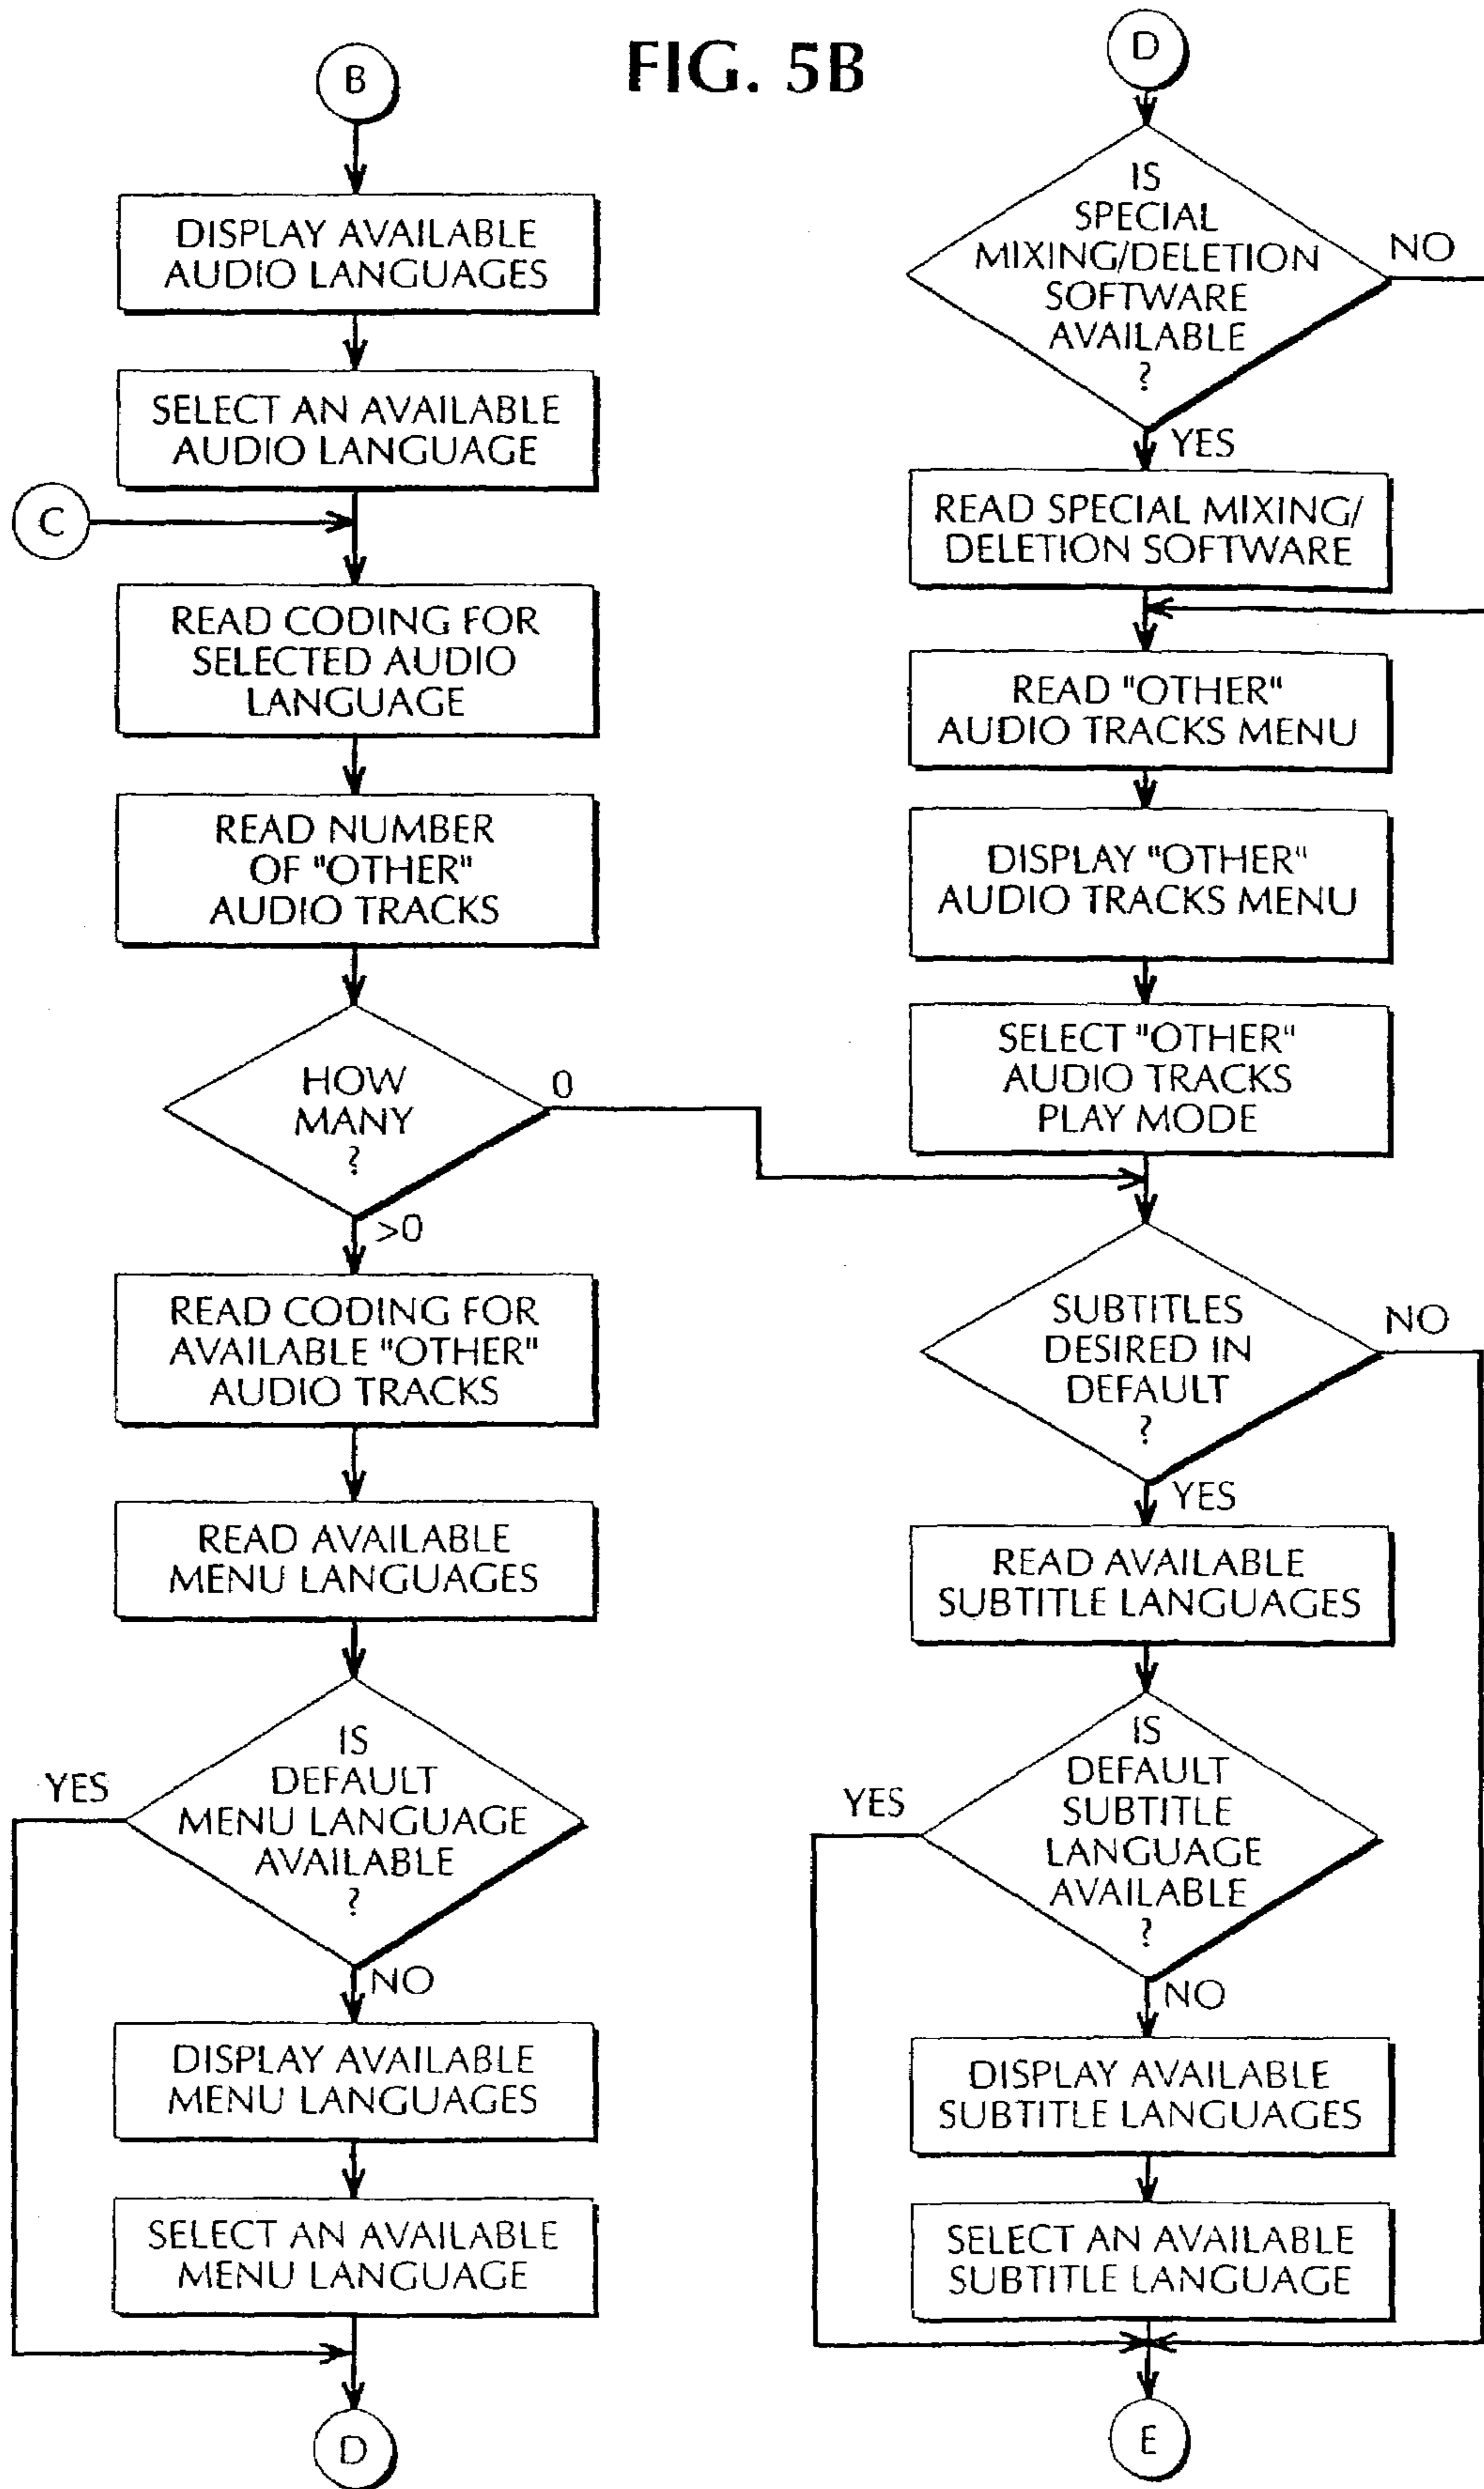 FIG. 5B
B
DISPLAY AVAILABLE
AUDIO LANGUAGES
SELECT AN AVAILABLE
AUDIO LANGUAGE
C
READ CODING FOR
SELECTED AUDIO
LANGUAGE
READ NUMBER
OF "OTHER"
AUDIO TRACKS
HOW
MANY
?
0
>0
READ CODING FOR
AVAILABLE "OTHER"
AUDIO TRACKS
READ AVAILABLE
MENU LANGUAGES
IS
DEFAULT
MENU LANGUAGE
AVAILABLE
?
YES
NO
DISPLAY AVAILABLE
MENU LANGUAGES
SELECT AN AVAILABLE
MENU LANGUAGE
D
D
IS
SPECIAL
MIXING/DELETION
SOFTWARE
AVAILABLE
?
NO
YES
READ SPECIAL MIXING/
DELETION SOFTWARE
READ "OTHER"
AUDIO TRACKS MENU
DISPLAY "OTHER"
AUDIO TRACKS MENU
SELECT "OTHER"
AUDIO TRACKS
PLAY MODE
SUBTITLES
DESIRED IN
DEFAULT
?
NO
YES
READ AVAILABLE
SUBTITLE LANGUAGES
IS
DEFAULT
SUBTITLE
LANGUAGE
AVAILABLE
?
YES
NO
DISPLAY AVAILABLE
SUBTITLE LANGUAGES
SELECT AN AVAILABLE
SUBTITLE LANGUAGE
E